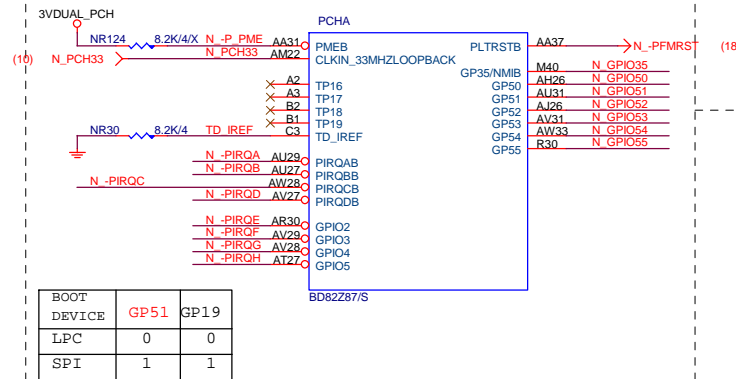 3VDUAL_PCH
PCHA
NR124 8.2K/4/X N_-P_PME AA31 PMEB
(10) N_PCH33 N_PCH33 AM22 CLKIN_33MHZLOOPBACK
PLTRSTB AA37 N_-PFMRST (18
GP35/NMIB M40 N_GPIO35
A2 TP16
GP50 AH26 N_GPIO50
A3 TP17
GP51 AU31 N_GPIO51
B2 TP18
GP52 AJ26 N_GPIO52
B1 TP19
GP53 AV31 N_GPIO53
NR30 8.2K/4 TD_IREF C3 TD_IREF
GP54 AW33 N_GPIO54
GP55 R30 N_GPIO55
N_-PIRQA AU29 PIRQAB
N_-PIRQB AU27 PIRQBB
N_-PIRQC AW28 PIRQCB
N_-PIRQD AV27 PIRQDB
N_-PIRQE AR30 GPIO2
N_-PIRQF AV29 GPIO3
N_-PIRQG AV28 GPIO4
N_-PIRQH AT27 GPIO5
BD82Z87/S
BOOT
DEVICE GP51 GP19
LPC 0 0
SPI 1 1